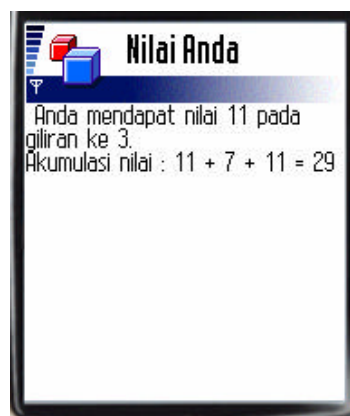 Nilai Anda
Anda mendapat nilai 11 pada
giliran ke 3.
Akumulasi nilai : 11 + 7 + 11 = 29